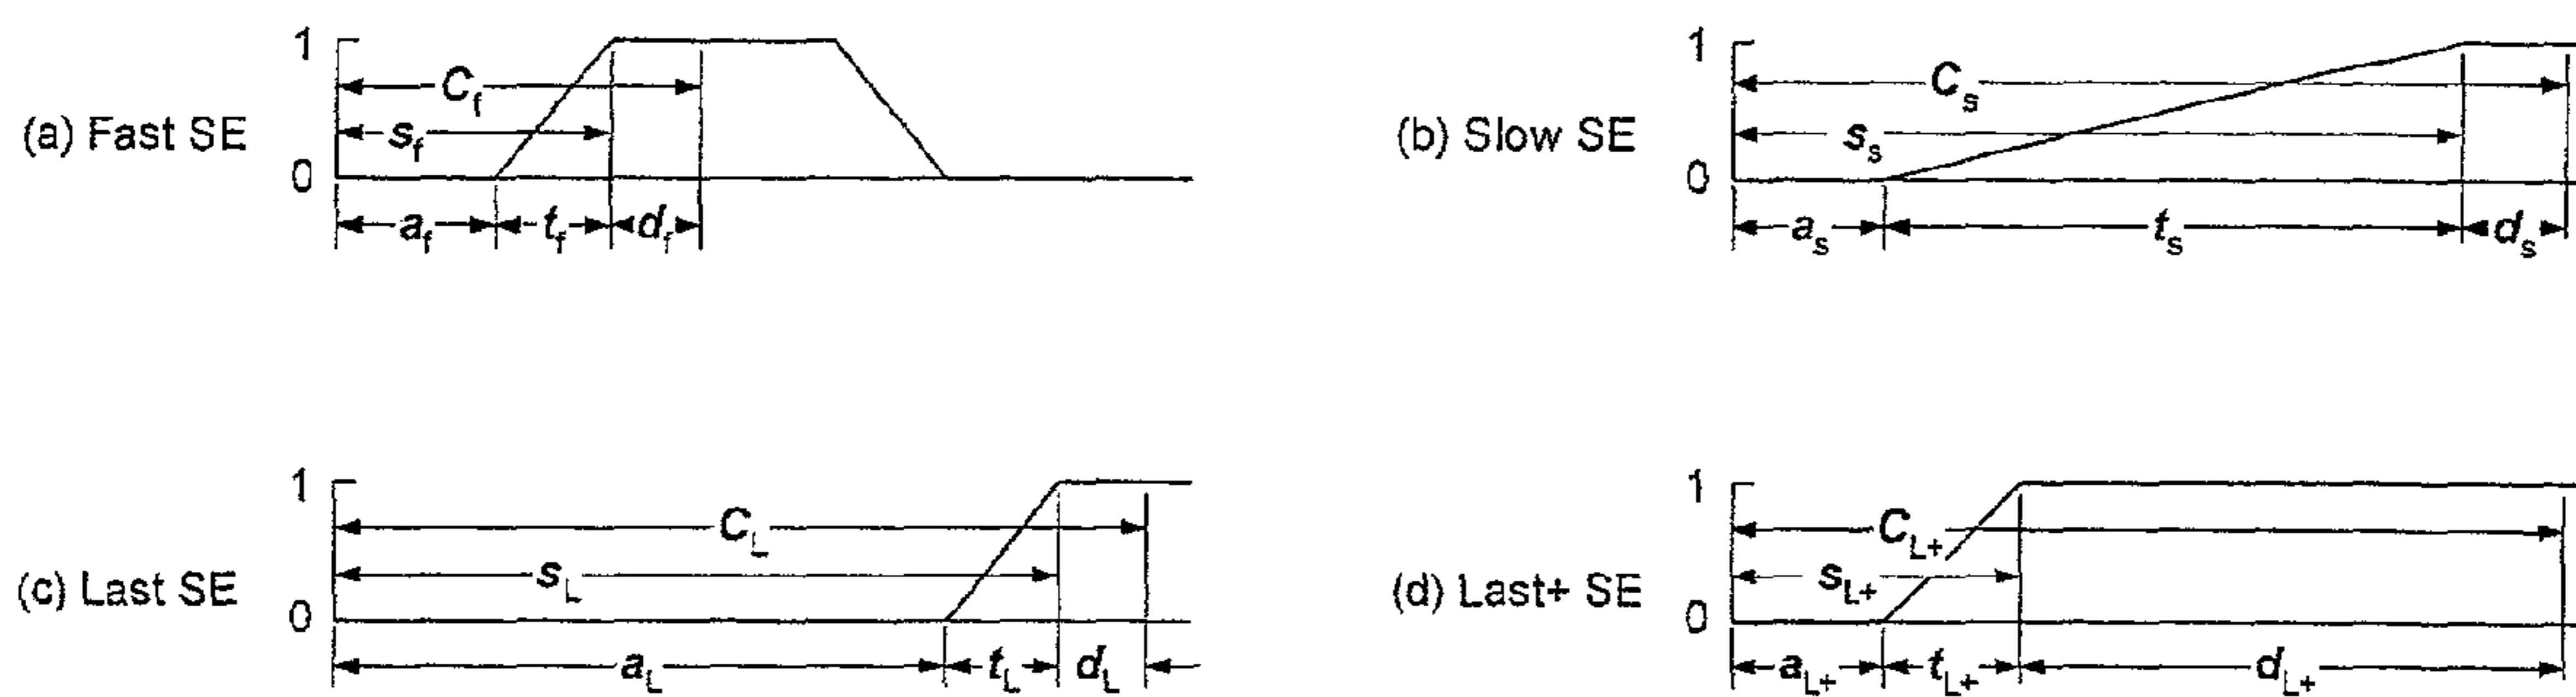 (a) Fast SE
1
0
C_f
s_f
a_f
t_f
d_f
(b) Slow SE
1
0
C_s
s_s
a_s
t_s
d_s
(c) Last SE
1
0
C_L
s_L
a_L
t_L
d_L
(d) Last+ SE
1
0
C_L+
s_L+
a_L+
t_L+
d_L+